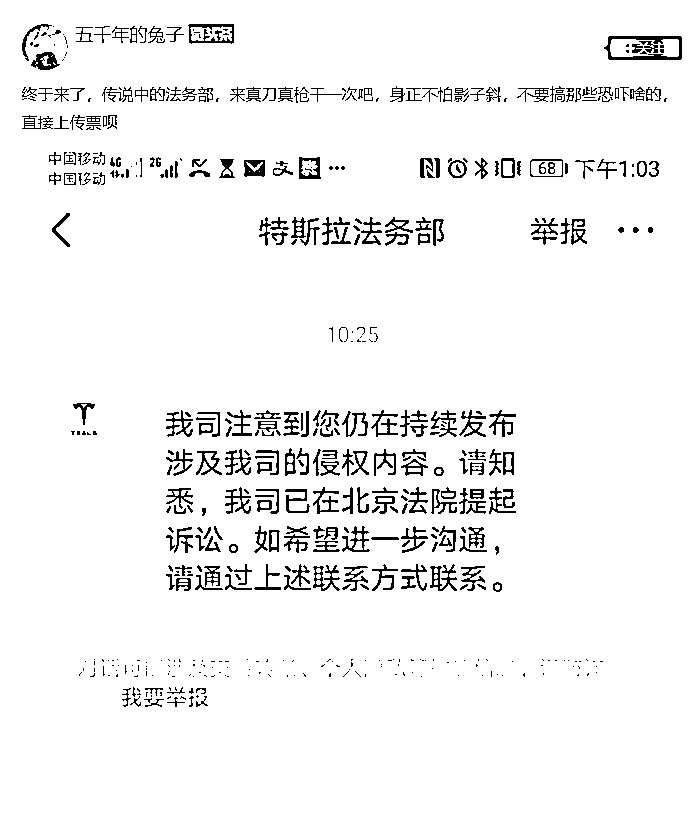 五千年的兔子
+关注
终于来了，传说中的法务部，来真刀真枪干一次吧，身正不怕影子斜，不要搞那些恐吓啥的，
直接上传票呗
中国移动 4G 2G 68 下午1:03
中国移动
特斯拉法务部 举报 ···
10:25
TESLA
我司注意到您仍在持续发布
涉及我司的侵权内容。请知
悉，我司已在北京法院提起
诉讼。如希望进一步沟通，
请通过上述联系方式联系。
我要举报